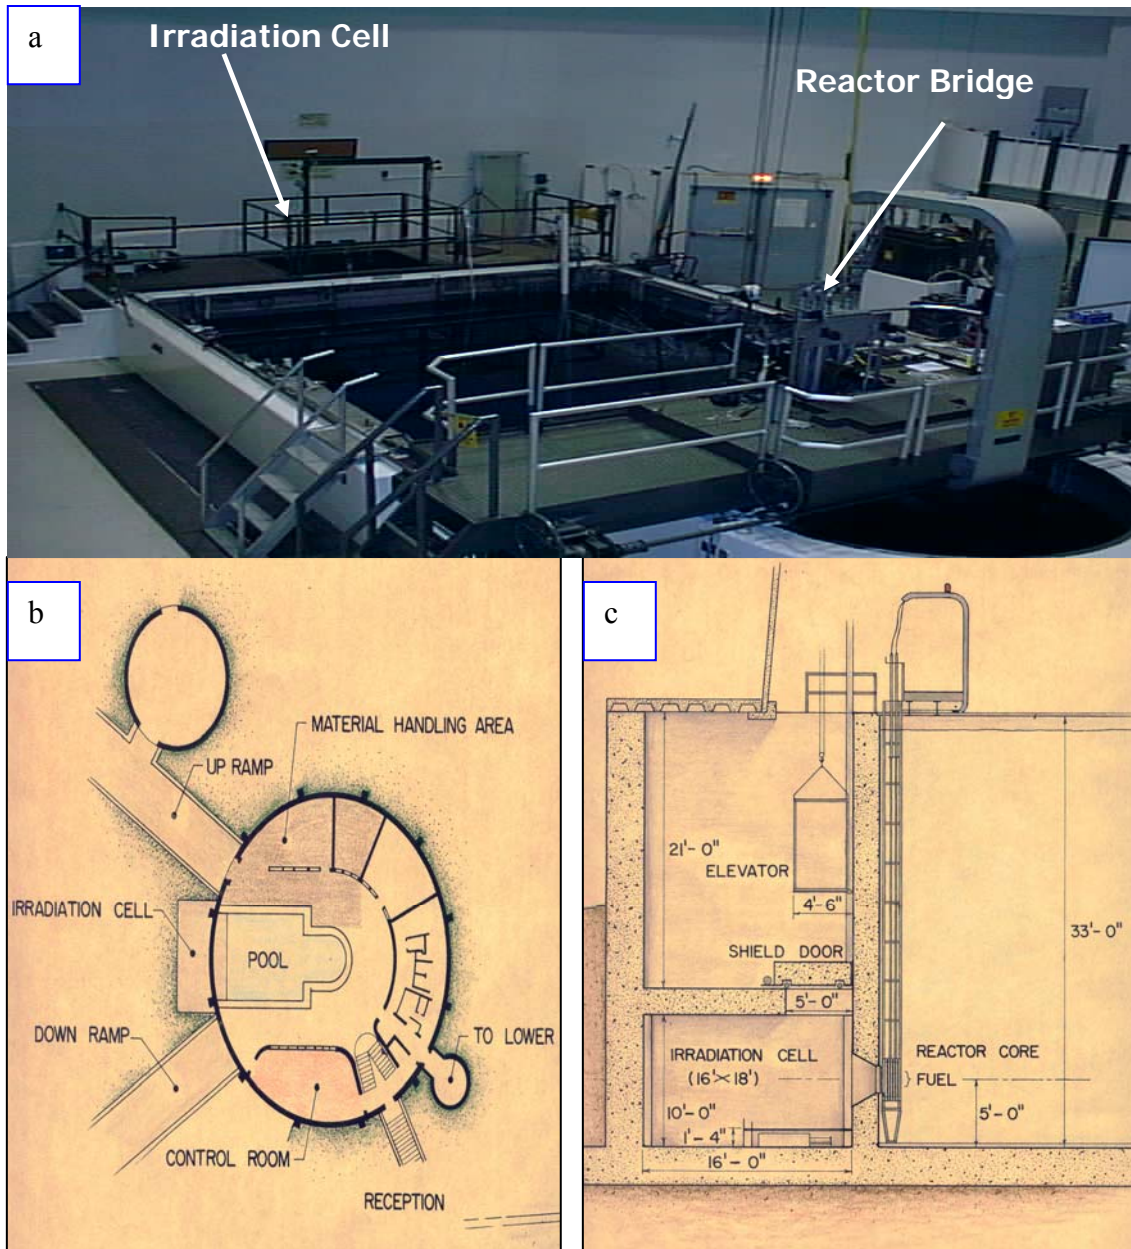 a
Irradiation Cell
Reactor Bridge
b
MATERIAL HANDLING AREA
UP RAMP
IRRADIATION CELL
POOL
DOWN RAMP
TO LOWER
CONTROL ROOM
RECEPTION
c
21'-0"
ELEVATOR
4'-6"
33'-0"
SHIELD DOOR
5'-0"
IRRADIATION CELL
(16'×18')
REACTOR CORE
FUEL
10'-0"
5'-0"
1'-4"
16'-0"